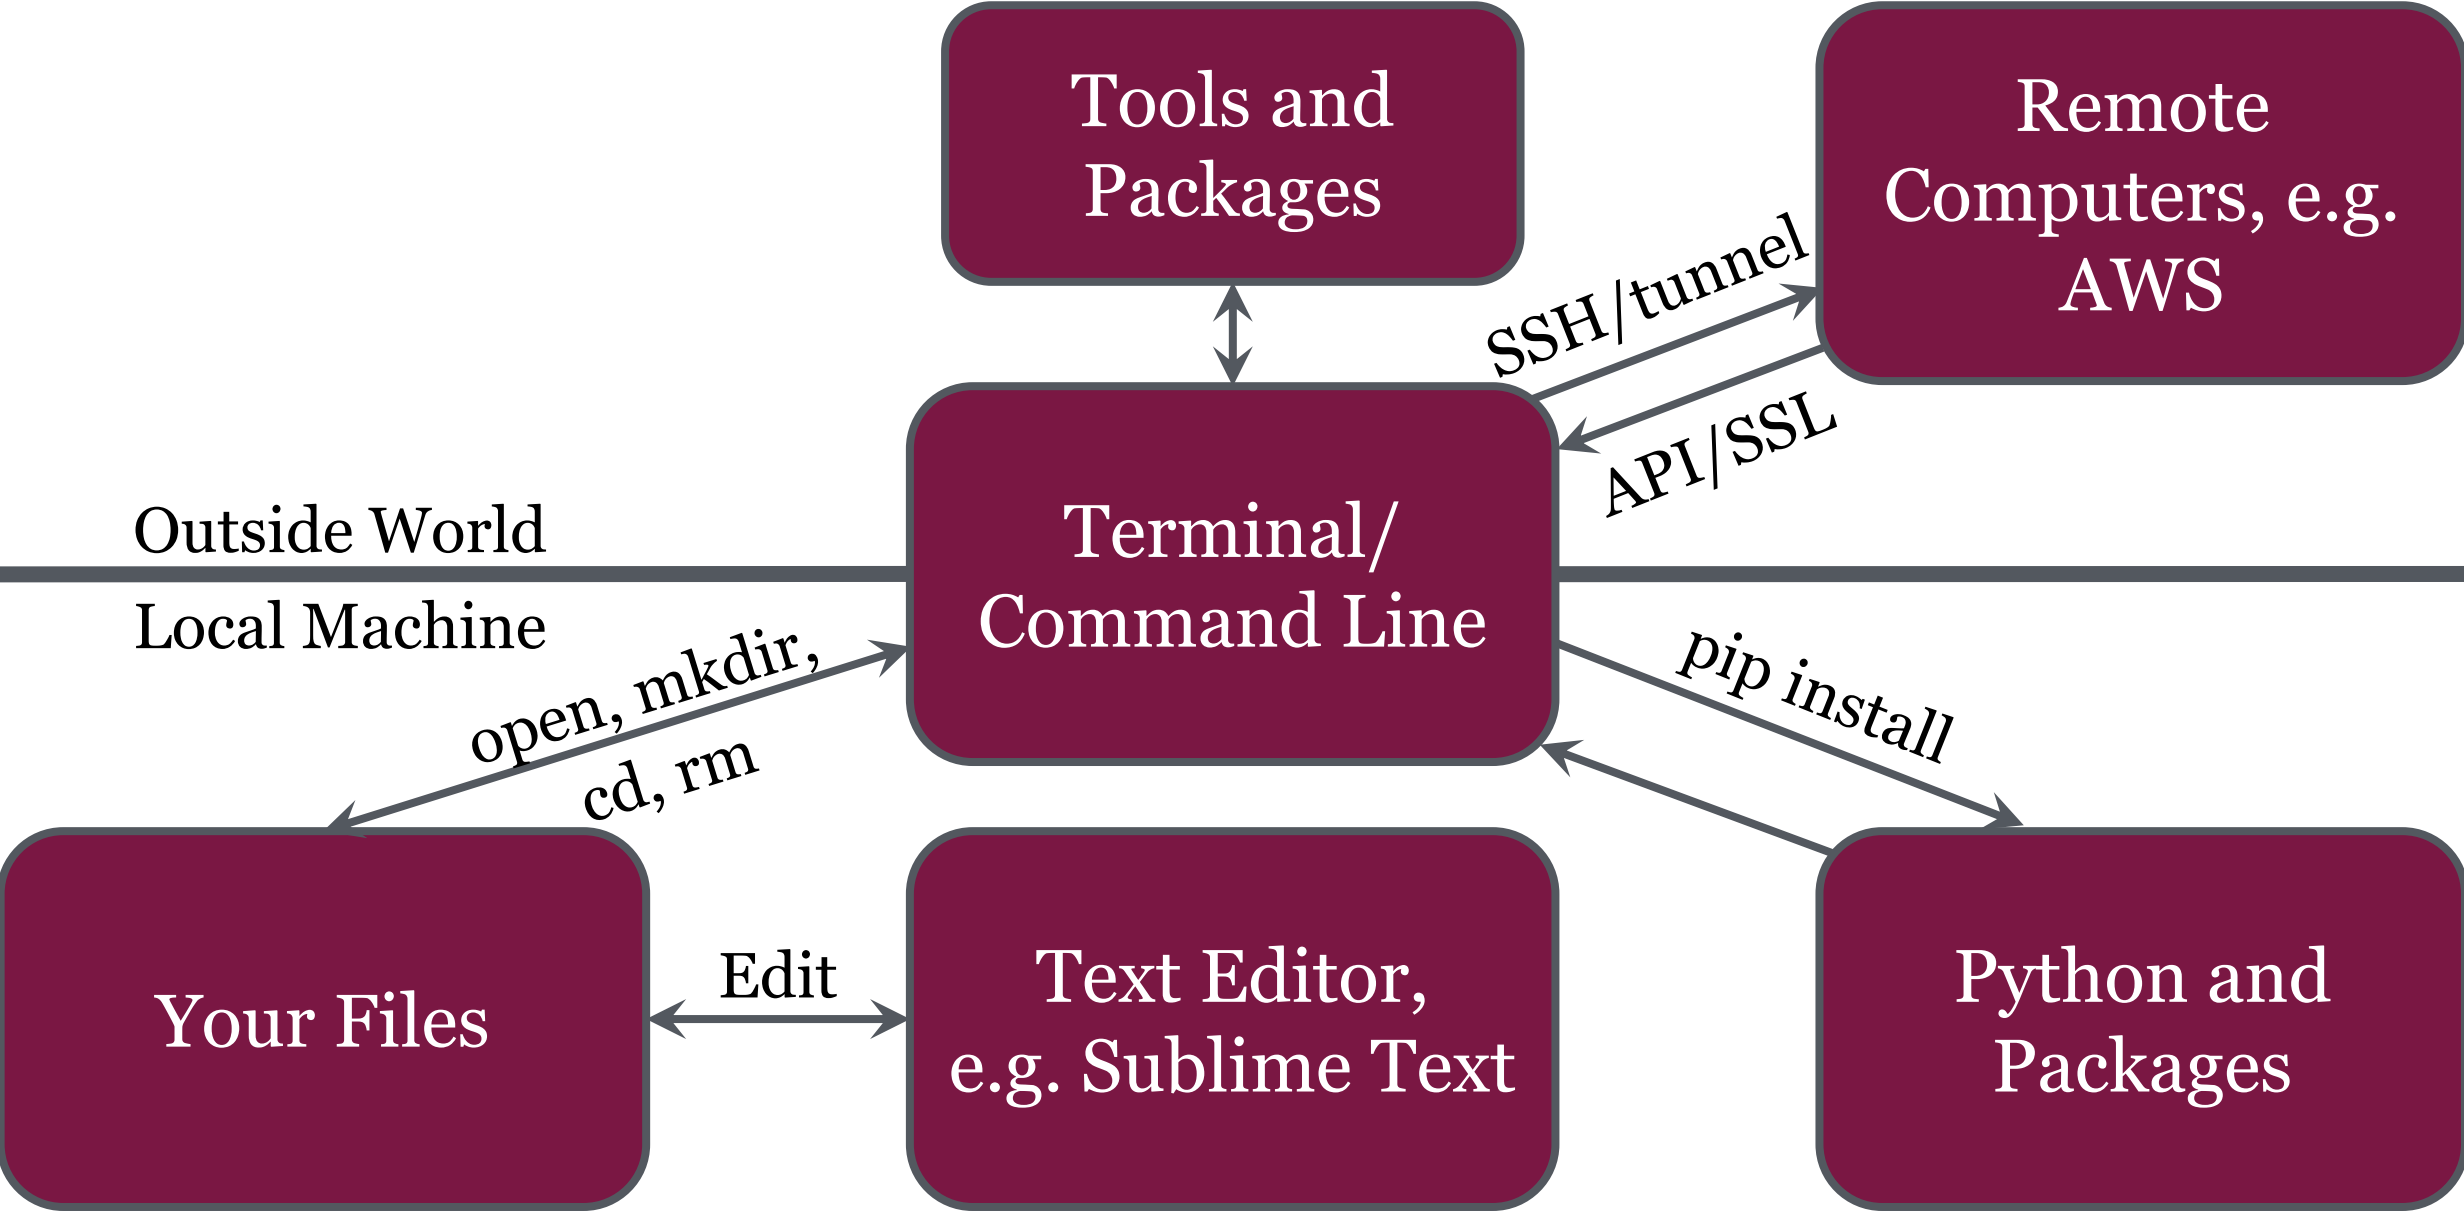 Tools and
Packages
Remote
Computers, e.g.
AWS
SSH/tunnel
API/SSL
Outside World
Terminal/
Command Line
Local Machine
open, mkdir,
cd, rm
pip install
Your Files
Edit
Text Editor,
e.g. Sublime Text
Python and
Packages